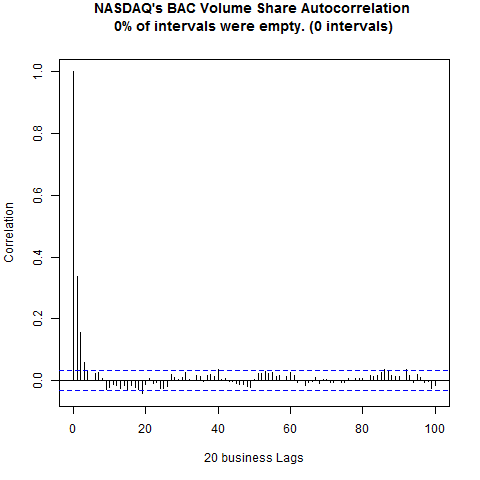 NASDAQ's BAC Volume Share Autocorrelation
0% of intervals were empty. (0 intervals)
Correlation
1.0
0.8
0.6
0.4
0.2
0.0
0 20 40 60 80 100
20 business Lags